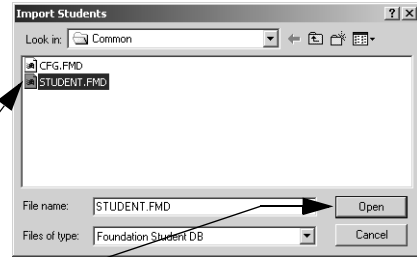 Import Students
Look in: Common
CFG.FMD
STUDENT.FMD
File name: STUDENT.FMD Open
Files of type: Foundation Student DB Cancel